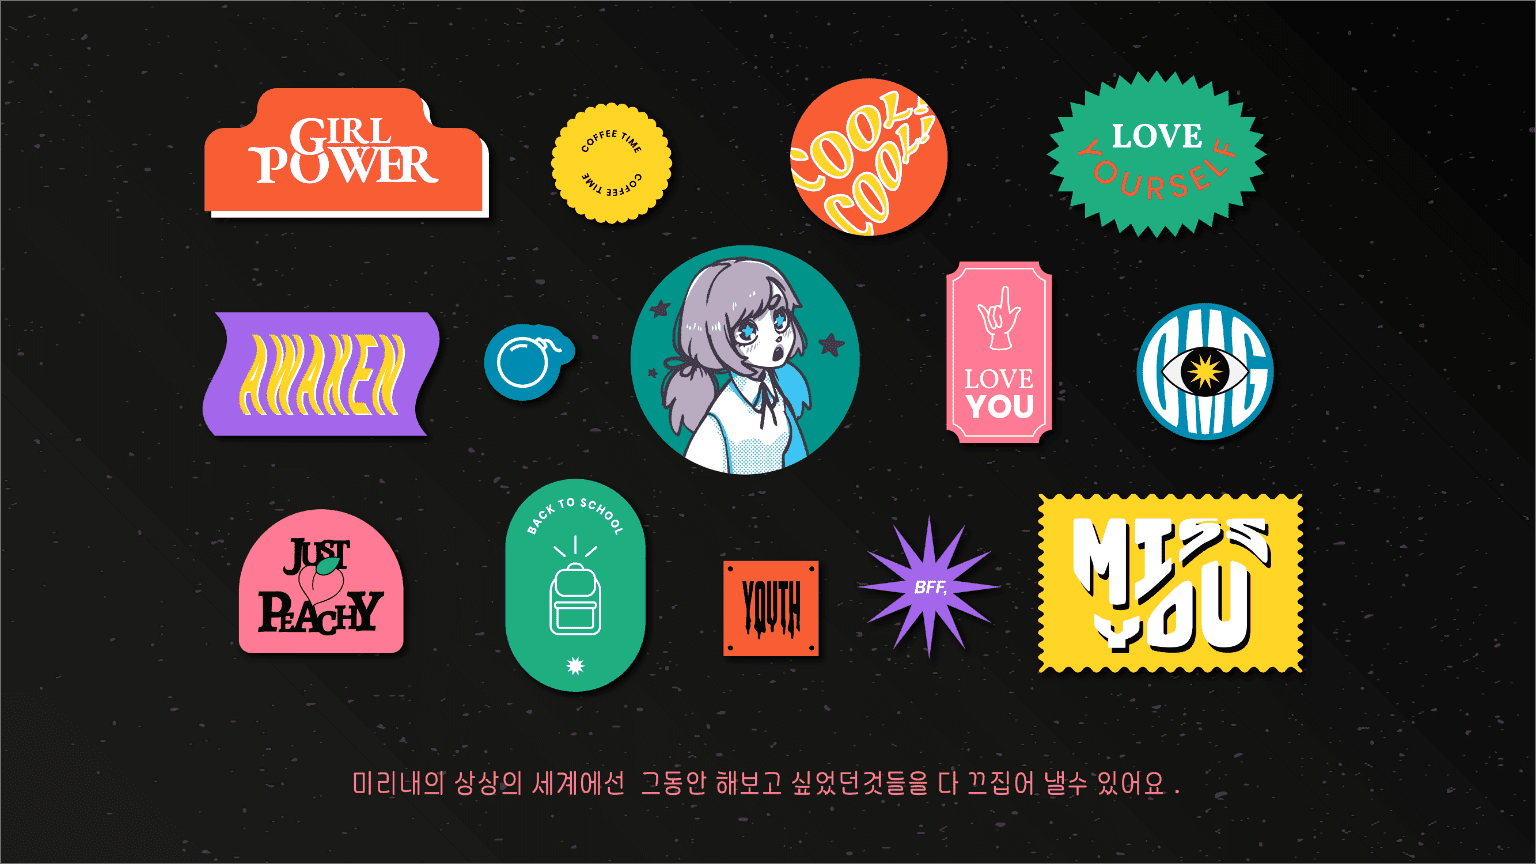 GIRL
POWER
COFFEE TIME
COFFEE TIME
COOL!
COOL!
LOVE
YOURSELF
AWAKEN
LOVE
YOU
OMG
JUST
PEACHY
BACK TO SCHOOL
YOUTH
BFF,
MISS
YOU
미리내의 상상의 세계에선 그동안 해보고 싶었던것들을 다 끄집어 낼수 있어요 .